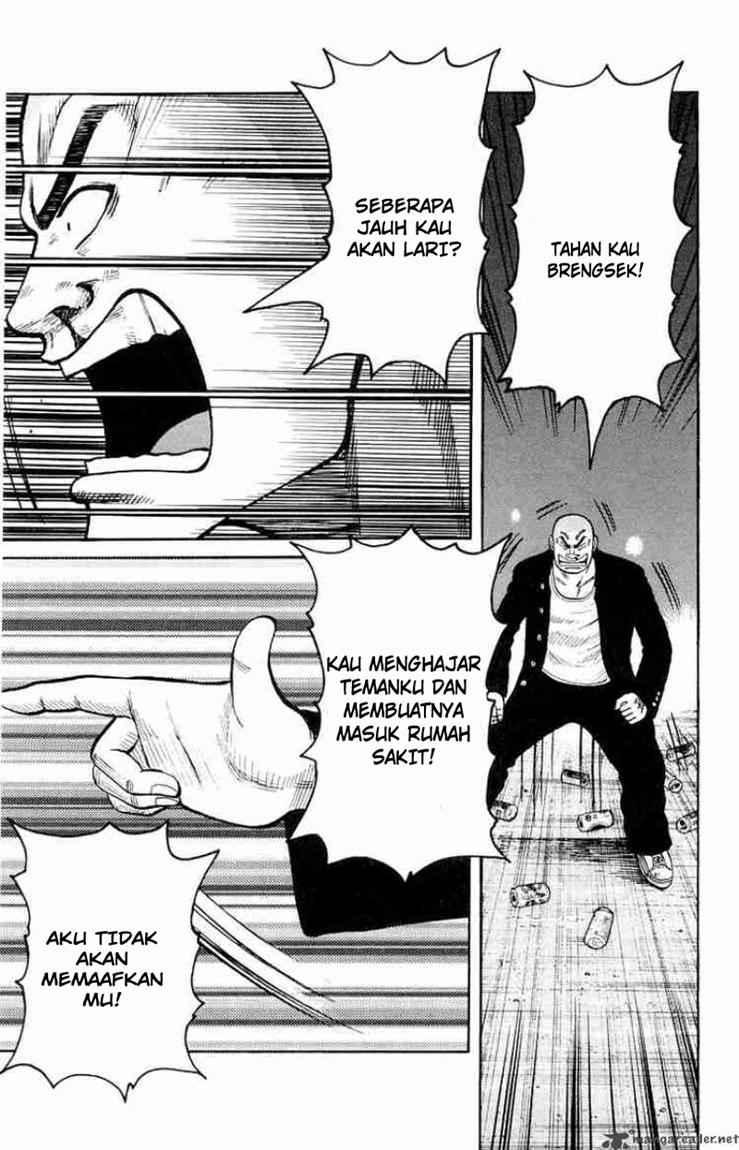 TAHAN KAU
BRENGSEK!
SEBERAPA
JAUH KAU
AKAN LARI?
KAU MENGHAJAR
TEMANKU DAN
MEMBUATNYA
MASUK RUMAH
SAKIT!
AKU TIDAK
AKAN
MEMAAFKAN
MU!
mangareader.net